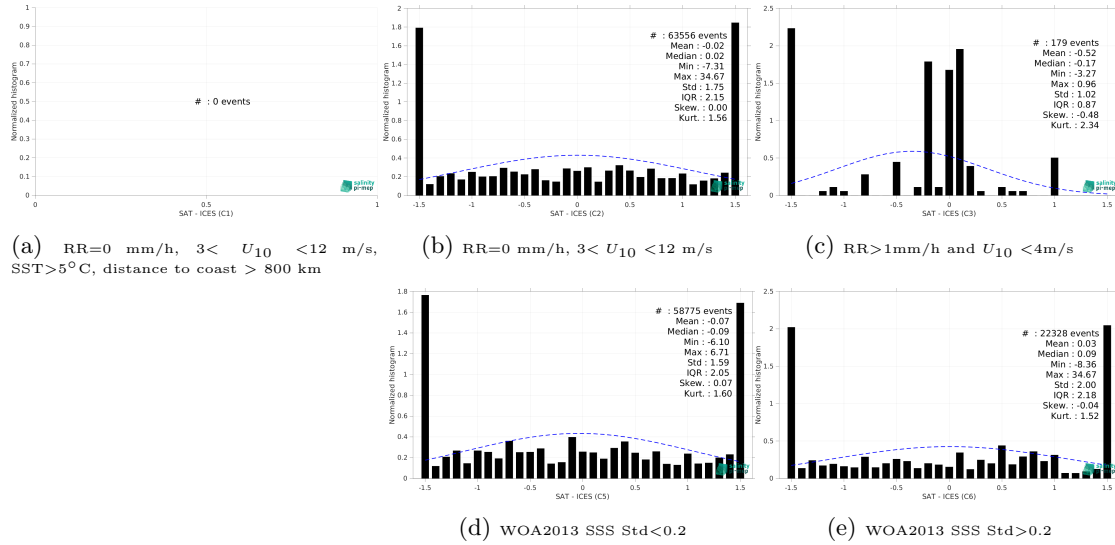 1
0.9
0.8
0.7
0.6
0.5
0.4
0.3
0.2
0.1
0
Normalized histogram
# : 0 events
salinity
pi-mep
0 0.5 1
SAT - ICES (C1)
(a) RR=0 mm/h, 3< U10 <12 m/s,
SST>5°C, distance to coast > 800 km
2
1.8
1.6
1.4
1.2
1
0.8
0.6
0.4
0.2
0
Normalized histogram
# : 63556 events
Mean : -0.02
Median : 0.02
Min : -7.31
Max : 34.67
Std : 1.75
IQR : 2.15
Skew. : 0.00
Kurt. : 1.56
salinity
pi-mep
-1.5 -1 -0.5 0 0.5 1 1.5
SAT - ICES (C2)
(b) RR=0 mm/h, 3< U10 <12 m/s
2.5
2
1.5
1
0.5
0
Normalized histogram
# : 179 events
Mean : -0.52
Median : -0.17
Min : -3.27
Max : 0.96
Std : 1.02
IQR : 0.87
Skew. : -0.48
Kurt. : 2.34
salinity
pi-mep
-1.5 -1 -0.5 0 0.5 1 1.5
SAT - ICES (C3)
(c) RR>1mm/h and U10 <4m/s
1.8
1.6
1.4
1.2
1
0.8
0.6
0.4
0.2
0
Normalized histogram
# : 58775 events
Mean : -0.07
Median : -0.09
Min : -6.10
Max : 6.71
Std : 1.59
IQR : 2.05
Skew. : 0.07
Kurt. : 1.60
salinity
pi-mep
-1.5 -1 -0.5 0 0.5 1 1.5
SAT - ICES (C5)
(d) WOA2013 SSS Std<0.2
2.5
2
1.5
1
0.5
0
Normalized histogram
# : 22328 events
Mean : 0.03
Median : 0.09
Min : -8.36
Max : 34.67
Std : 2.00
IQR : 2.18
Skew. : -0.04
Kurt. : 1.52
salinity
pi-mep
-1.5 -1 -0.5 0 0.5 1 1.5
SAT - ICES (C6)
(e) WOA2013 SSS Std>0.2